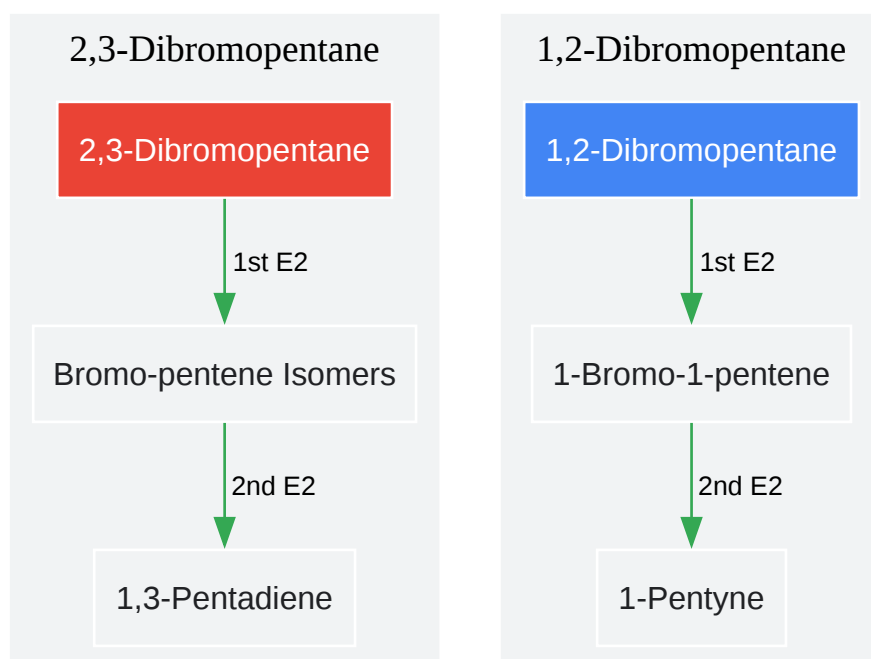 2,3-Dibromopentane
2,3-Dibromopentane
1st E2
Bromo-pentene Isomers
2nd E2
1,3-Pentadiene
1,2-Dibromopentane
1,2-Dibromopentane
1st E2
1-Bromo-1-pentene
2nd E2
1-Pentyne